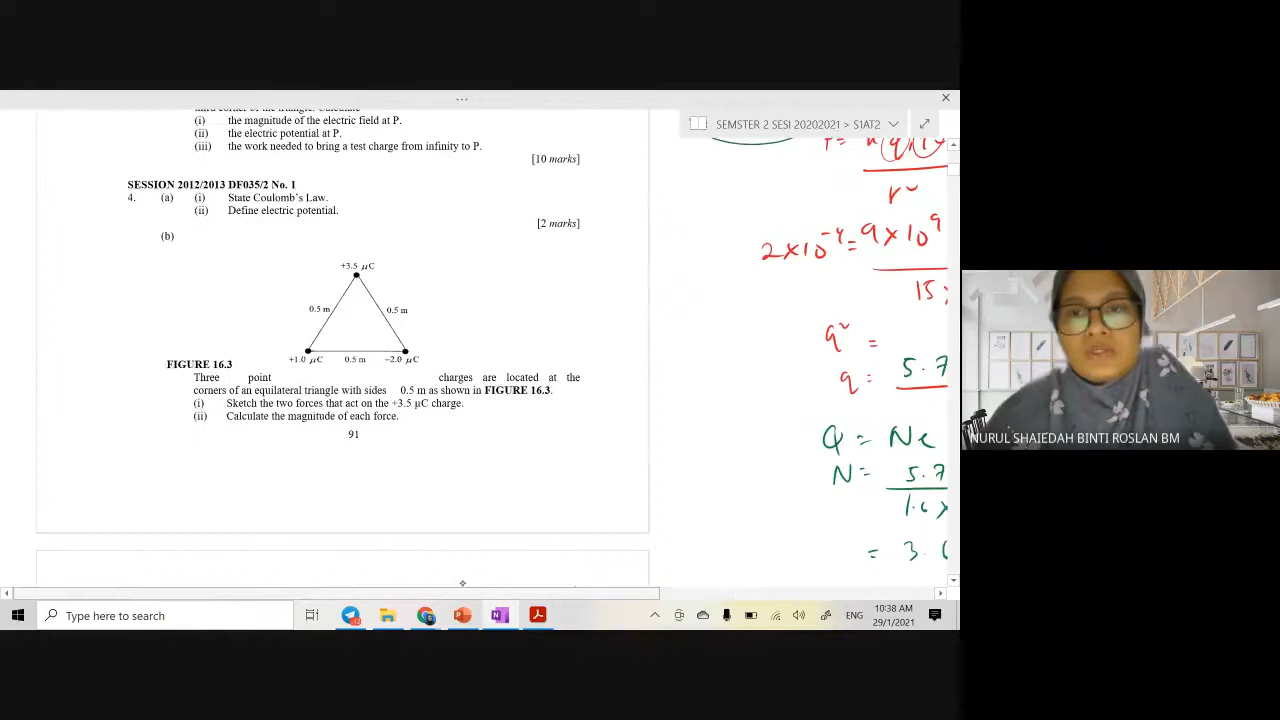 (i) the magnitude of the electric field at P.
(ii) the electric potential at P.
(iii) the work needed to bring a test charge from infinity to P.
[10 marks]
SESSION 2012/2013 DF035/2 No. 1
4. (a) (i) State Coulomb's Law.
(ii) Define electric potential.
[2 marks]
(b)
+3.5 μC
0.5 m 0.5 m
+1.0 μC 0.5 m −2.0 μC
FIGURE 16.3
Three point charges are located at the
corners of an equilateral triangle with sides 0.5 m as shown in FIGURE 16.3.
(i) Sketch the two forces that act on the +3.5 μC charge.
(ii) Calculate the magnitude of each force.
91
SEMSTER 2 SESI 20202021 > S1AT2
r²
2×10⁻⁴ = 9×10⁹
15
q² =
q = 5.7
Q = Ne
N = 5.7
1.6×
= 3.6
NURUL SHAIEDAH BINTI ROSLAN BM
Type here to search
ENG
10:38 AM
29/1/2021